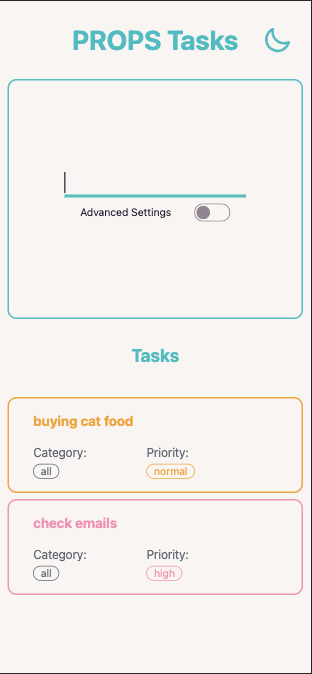 PROPS Tasks
Advanced Settings
Tasks
buying cat food
Category: Priority:
all normal
check emails
Category: Priority:
all high